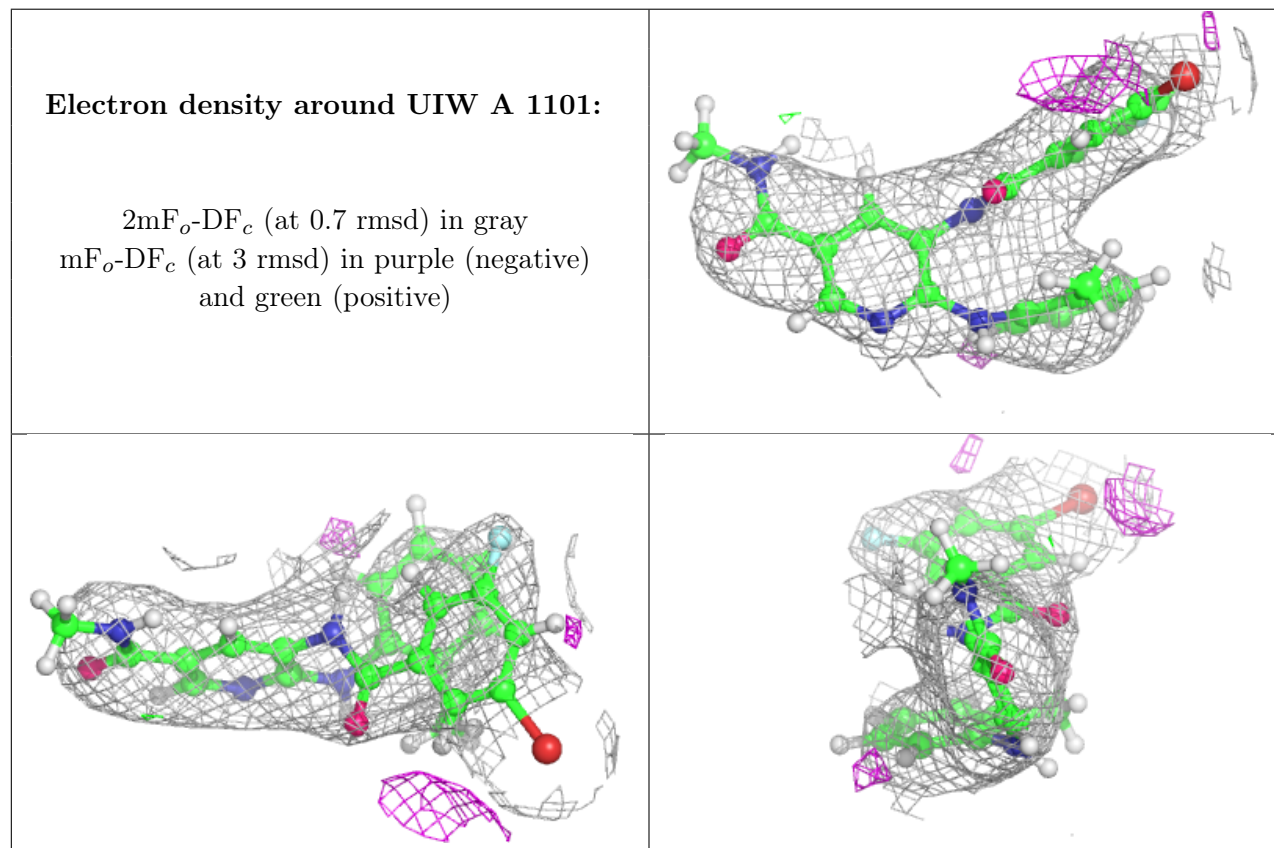 Electron density around UIW A 1101:
2mFo-DFc (at 0.7 rmsd) in gray
mFo-DFc (at 3 rmsd) in purple (negative)
and green (positive)